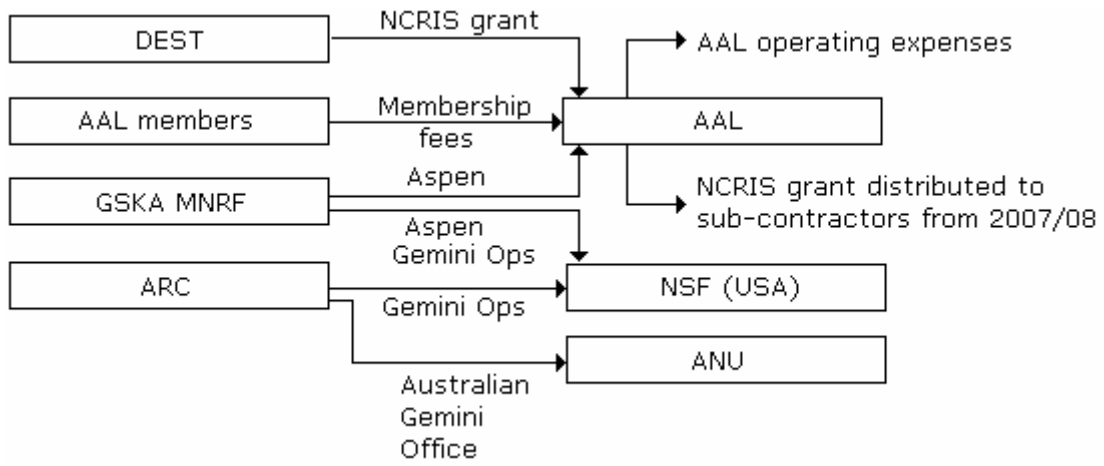 NCRIS grant
DEST
AAL operating expenses
AAL members
Membership
fees
AAL
Aspen
GSKA MNRF
NCRIS grant distributed to
sub-contractors from 2007/08
Aspen
Gemini Ops
ARC
NSF (USA)
Gemini Ops
ANU
Australian
Gemini
Office